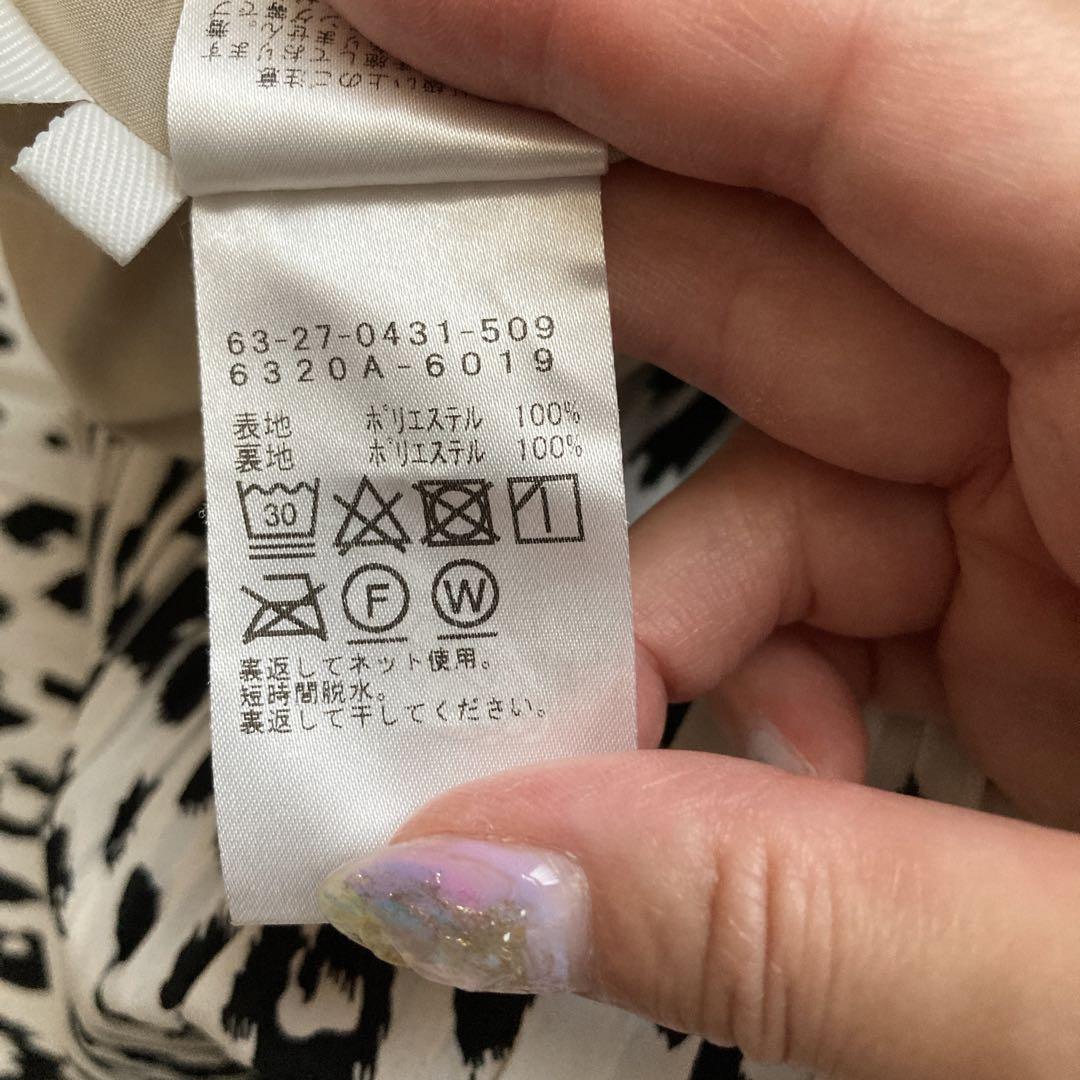 63-27-0431-509
6320A-6019
表地 ポリエステル 100%
裏地 ポリエステル 100%
30
F W
裏返してネット使用。
短時間脱水。
裏返して干してください。